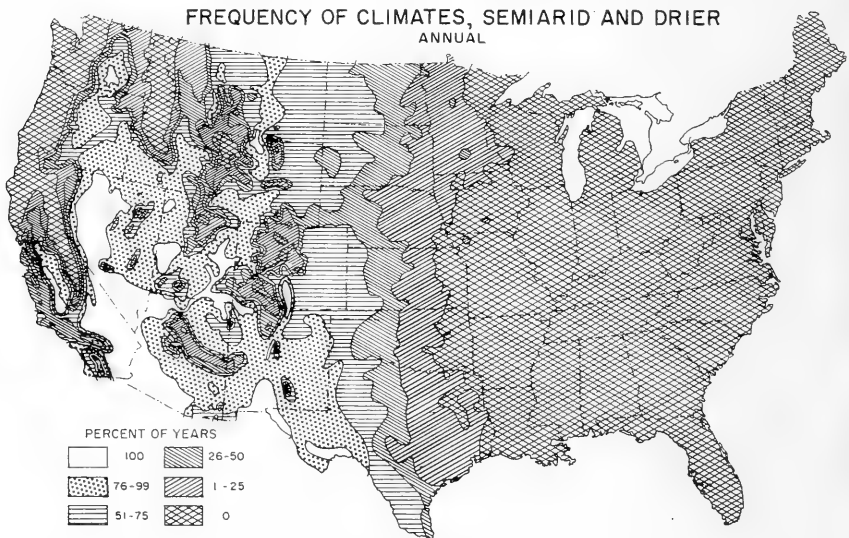 FREQUENCY OF CLIMATES, SEMIARID AND DRIER
ANNUAL
PERCENT OF YEARS
100
26-50
76-99
1-25
51-75
0